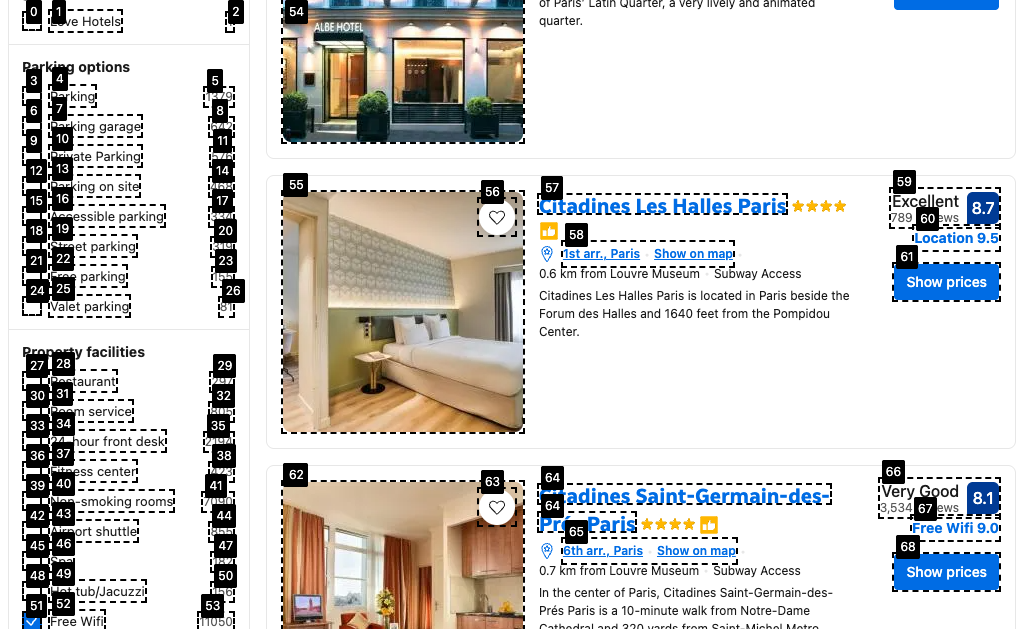 0
1
2
Love Hotels
Parking options
3
4
5
Parking
1379
6
7
8
Parking garage
9
10
11
Private Parking
12
13
14
Parking on site
15
16
17
Accessible parking
18
19
20
Street parking
21
22
23
Free parking
24
25
26
Valet parking
81
Property facilities
27
28
29
Restaurant
30
31
32
Room service
33
34
35
24-hour front desk
36
37
38
Fitness center
39
40
41
Non-smoking rooms
42
43
44
Airport shuttle
45
46
47
48
49
50
Hot tub/Jacuzzi
51
52
53
Free Wifi
11050
54
ALBE HOTEL
of Paris' Latin Quarter, a very lively and animated
quarter.
55
56
57
Citadines Les Halles Paris
58
1st arr., Paris · Show on map
0.6 km from Louvre Museum · Subway Access
Citadines Les Halles Paris is located in Paris beside the
Forum des Halles and 1640 feet from the Pompidou
Center.
59
Excellent
8.7
789
60
Location 9.5
61
Show prices
62
63
64
Citadines Saint-Germain-des-
64
Prés Paris
65
6th arr., Paris · Show on map
0.7 km from Louvre Museum · Subway Access
In the center of Paris, Citadines Saint-Germain-des-
Prés Paris is a 10-minute walk from Notre-Dame
Cathedral and 320 yards from Saint-Michel Metro
66
Very Good
8.1
3,534
67
Free Wifi 9.0
68
Show prices